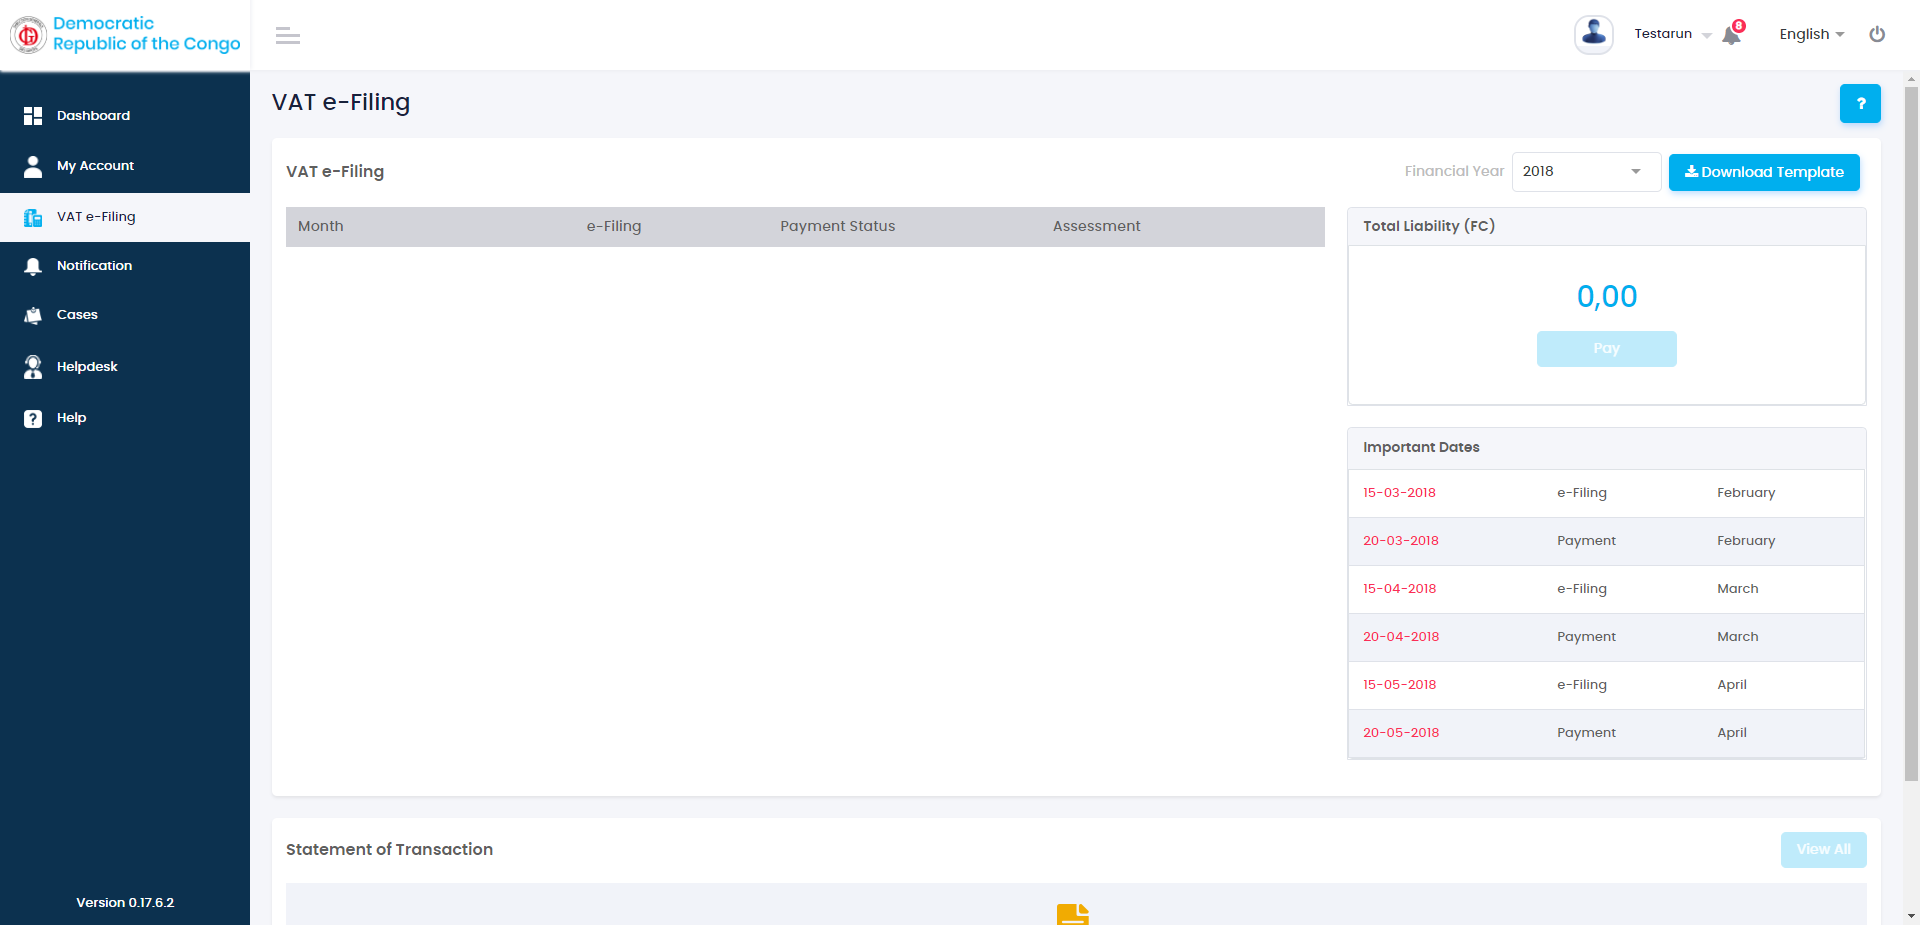 Democratic
Republic of the Congo
Testarun
8
English
Dashboard
My Account
VAT e-Filing
Notification
Cases
Helpdesk
? Help
Version 0.17.6.2
VAT e-Filing
?
VAT e-Filing
Financial Year 2018 Download Template
Month e-Filing Payment Status Assessment
Total Liability (FC)
0,00
Pay
Important Dates
15-03-2018 e-Filing February
20-03-2018 Payment February
15-04-2018 e-Filing March
20-04-2018 Payment March
15-05-2018 e-Filing April
20-05-2018 Payment April
Statement of Transaction
View All